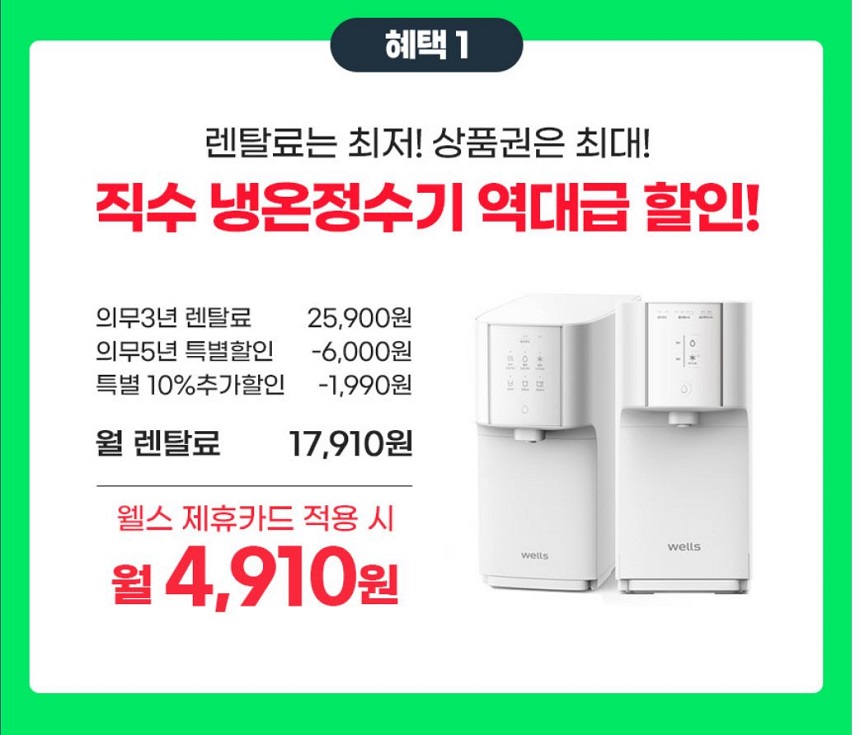 혜택 1
렌탈료는 최저! 상품권은 최대!
직수 냉온정수기 역대급 할인!
의무3년 렌탈료 25,900원
의무5년 특별할인 -6,000원
특별 10%추가할인 -1,990원
월 렌탈료 17,910원
웰스 제휴카드 적용 시
월 4,910원
wells
wells